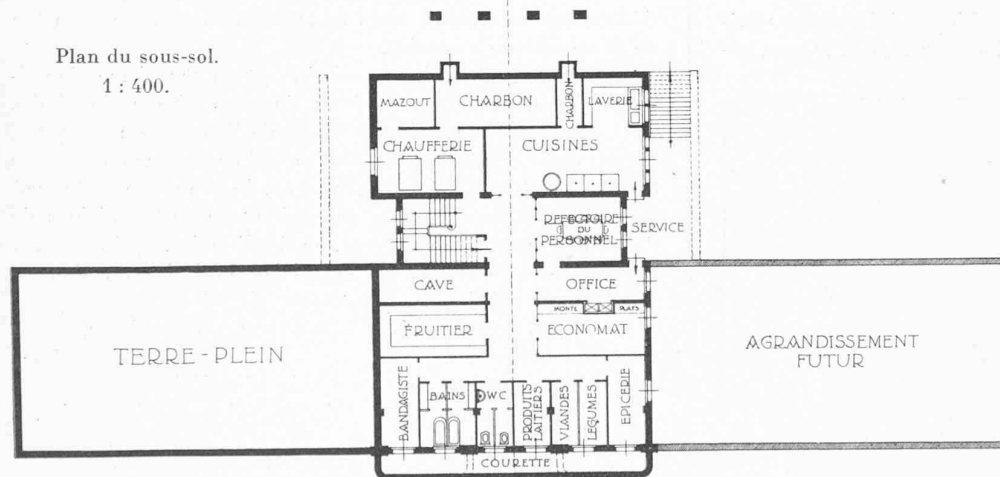 Plan du sous-sol.
1 : 400.
MAZOUT
CHARBON
CHARBON
LAVERIE
CHAUFFERIE
CUISINES
REFECTOIRE
DU
PERSONNEL
SERVICE
CAVE
OFFICE
MONTE PLATS
FRUITIER
ECONOMAT
TERRE-PLEIN
AGRANDISSEMENT
FUTUR
BANDAGISTE
BAINS
WC
PRODUITS
LAITIERS
VIANDES
LEGUMES
EPICERIE
COURETTE